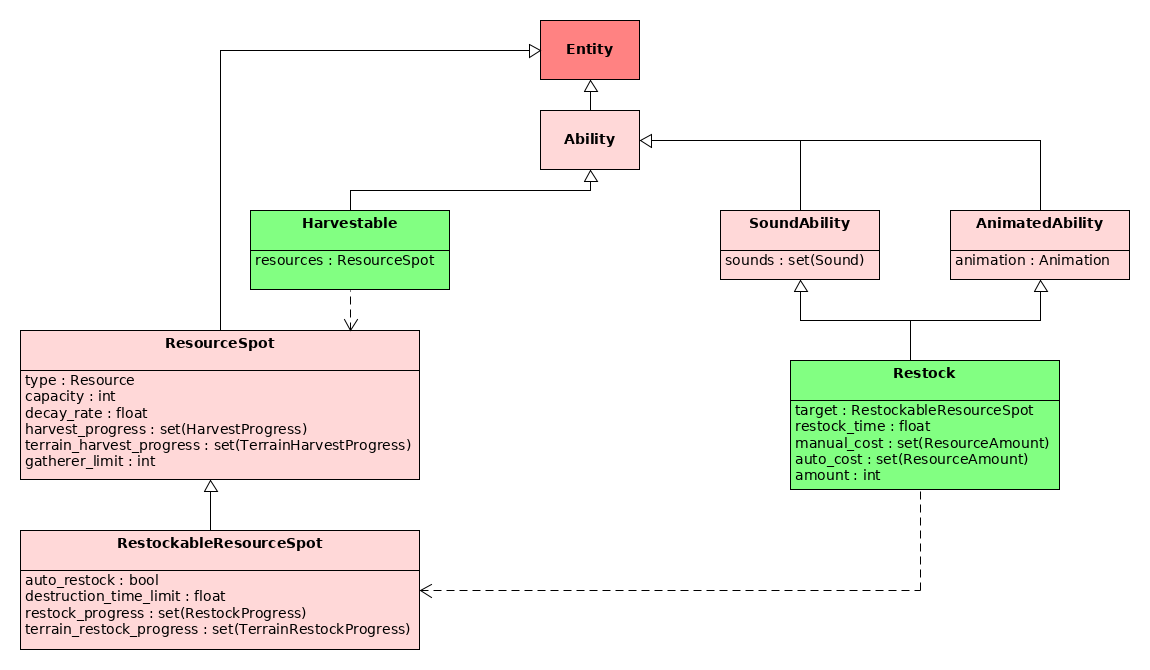 Entity
Ability
Harvestable
resources : ResourceSpot
SoundAbility
sounds : set(Sound)
AnimatedAbility
animation : Animation
ResourceSpot
type : Resource
capacity : int
decay_rate : float
harvest_progress : set(HarvestProgress)
terrain_harvest_progress : set(TerrainHarvestProgress)
gatherer_limit : int
Restock
target : RestockableResourceSpot
restock_time : float
manual_cost : set(ResourceAmount)
auto_cost : set(ResourceAmount)
amount : int
RestockableResourceSpot
auto_restock : bool
destruction_time_limit : float
restock_progress : set(RestockProgress)
terrain_restock_progress : set(TerrainRestockProgress)